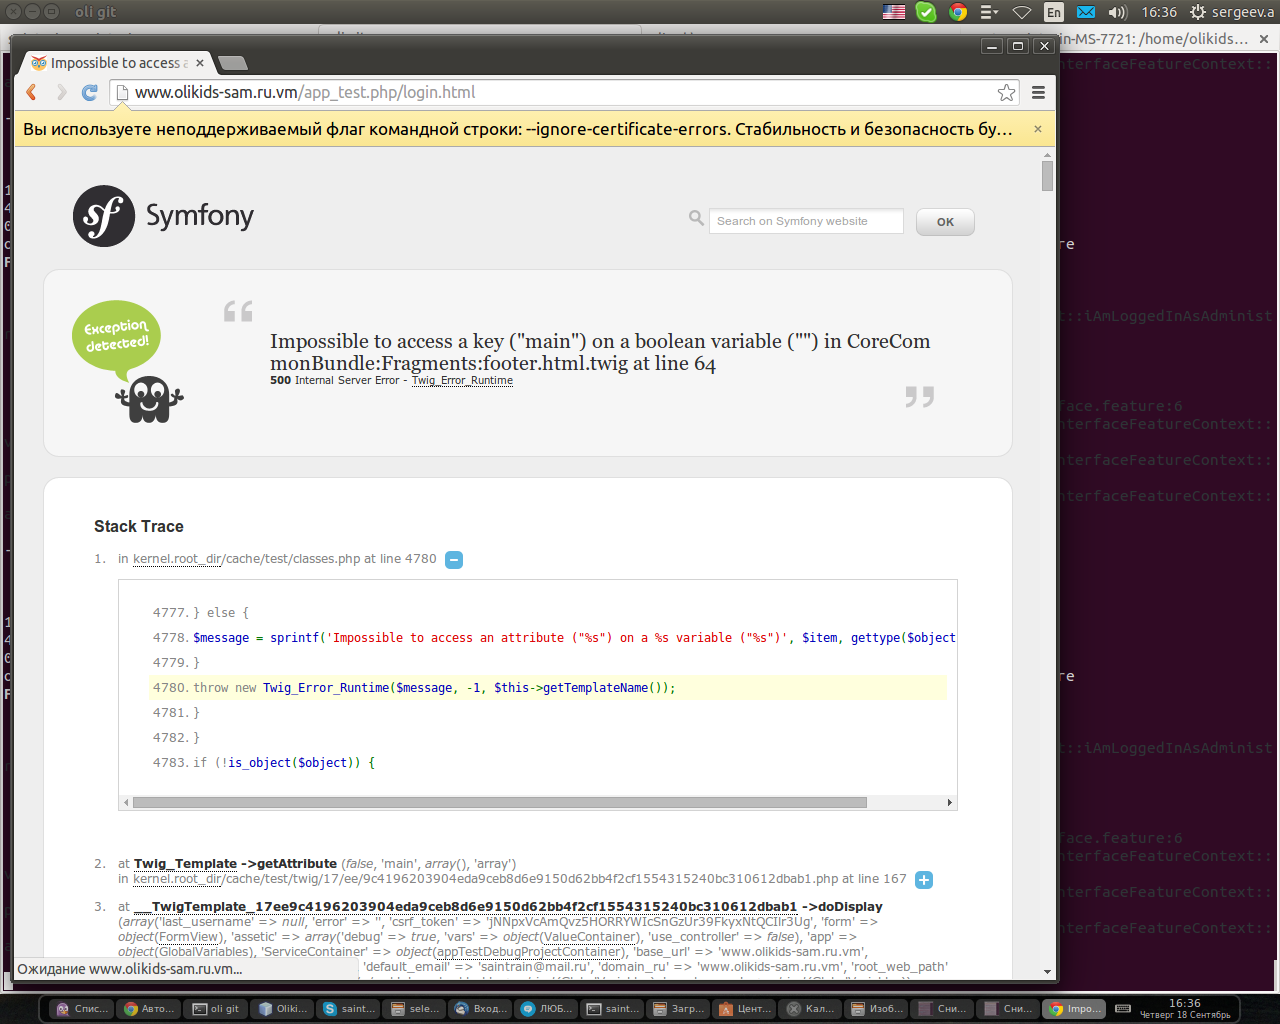 oli git
En
16:36
sergeev.a
in-MS-7721: /home/olikids...
Impossible to access a
www.olikids-sam.ru.vm/app_test.php/login.html
Вы используете неподдерживаемый флаг командной строки: --ignore-certificate-errors. Стабильность и безопасность бу...
sf Symfony
Search on Symfony website
OK
Exception
detected!
Impossible to access a key ("main") on a boolean variable ("") in CoreCom
monBundle:Fragments:footer.html.twig at line 64
500 Internal Server Error - Twig_Error_Runtime
Stack Trace
1. in kernel.root_dir/cache/test/classes.php at line 4780
4777. } else {
4778. $message = sprintf('Impossible to access an attribute ("%s") on a %s variable ("%s")', $item, gettype($object
4779. }
4780. throw new Twig_Error_Runtime($message, -1, $this->getTemplateName());
4781. }
4782. }
4783. if (!is_object($object)) {
2. at Twig_Template ->getAttribute (false, 'main', array(), 'array')
in kernel.root_dir/cache/test/twig/17/ee/9c4196203904eda9ceb8d6e9150d62bb4f2cf1554315240bc310612dbab1.php at line 167
3. at __TwigTemplate_17ee9c4196203904eda9ceb8d6e9150d62bb4f2cf1554315240bc310612dbab1 ->doDisplay
(array('last_username' => null, 'error' => '', 'csrf_token' => 'jNNpxVcAmQvz5HORRYWIcSnGzUr39FkyxNtQCIlr3Ug', 'form' =>
object(FormView), 'assetic' => array('debug' => true, 'vars' => object(ValueContainer), 'use_controller' => false), 'app' =>
object(GlobalVariables), 'ServiceContainer' => object(appTestDebugProjectContainer), 'base_url' => 'www.olikids-sam.ru.vm',
'default_email' => 'saintrain@mail.ru', 'domain_ru' => 'www.olikids-sam.ru.vm', 'root_web_path'
Ожидание www.olikids-sam.ru.vm...
nterfaceFeatureContext::
re
t::iAmLoggedInAsAdminist
face.feature:6
nterfaceFeatureContext::
nterfaceFeatureContext::
nterfaceFeatureContext::
re
t::iAmLoggedInAsAdminist
face.feature:6
nterfaceFeatureContext::
nterfaceFeatureContext::
nterfaceFeatureContext::
Спис...
Авто...
oli git
Oliki...
saint...
sele...
Вход...
ЛЮБ...
saint...
Загр...
Цент...
Кал...
Изоб...
Сни...
Сни...
Impo...
16:36
Четверг 18 Сентябрь